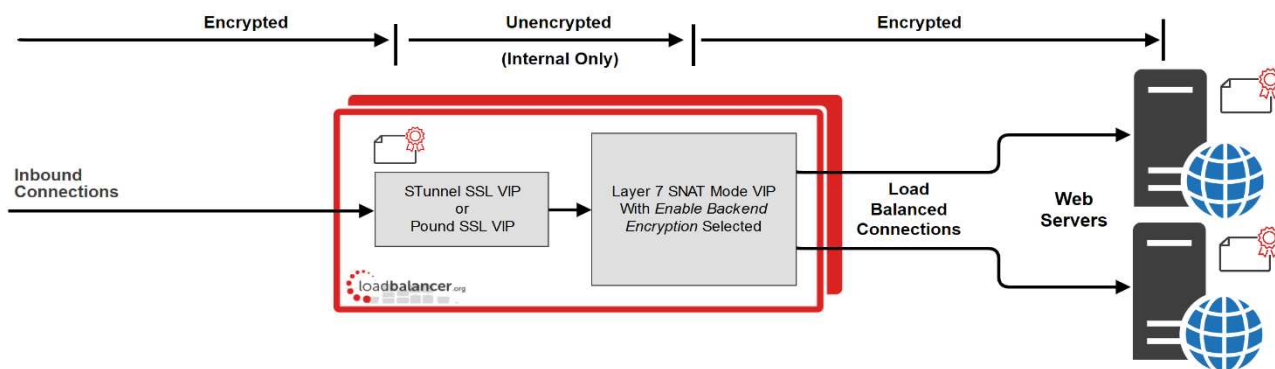 Encrypted
Unencrypted
(Internal Only)
Encrypted
Inbound
Connections
STunnel SSL VIP
or
Pound SSL VIP
Layer 7 SNAT Mode VIP
With Enable Backend
Encryption Selected
Load
Balanced
Connections
Web
Servers
loadbalancer.org